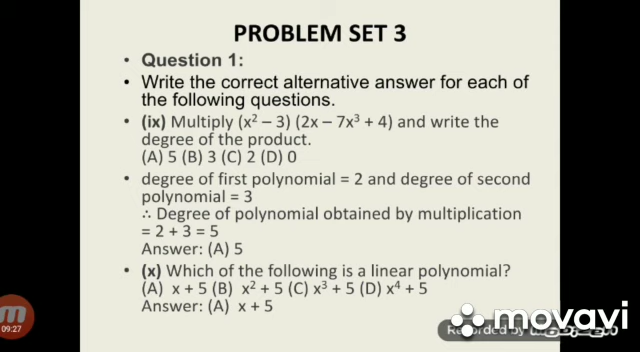 PROBLEM SET 3
• Question 1:
• Write the correct alternative answer for each of
the following questions.
• (ix) Multiply (x² – 3) (2x – 7x³ + 4) and write the
degree of the product.
(A) 5 (B) 3 (C) 2 (D) 0
• degree of first polynomial = 2 and degree of second
polynomial = 3
∴ Degree of polynomial obtained by multiplication
= 2 + 3 = 5
Answer: (A) 5
• (x) Which of the following is a linear polynomial?
(A) x + 5 (B) x² + 5 (C) x³ + 5 (D) x⁴ + 5
Answer: (A) x + 5
09:27
movavi
Recorded by